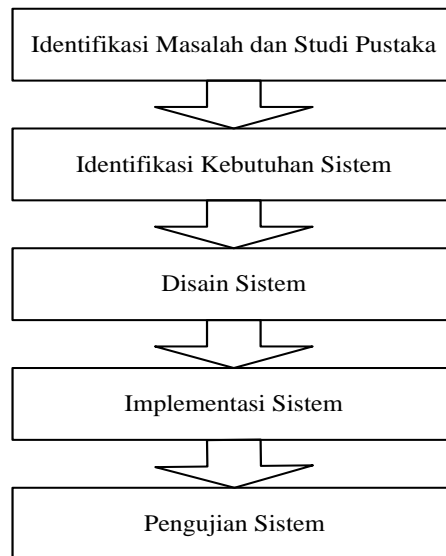 Identifikasi Masalah dan Studi Pustaka
Identifikasi Kebutuhan Sistem
Disain Sistem
Implementasi Sistem
Pengujian Sistem